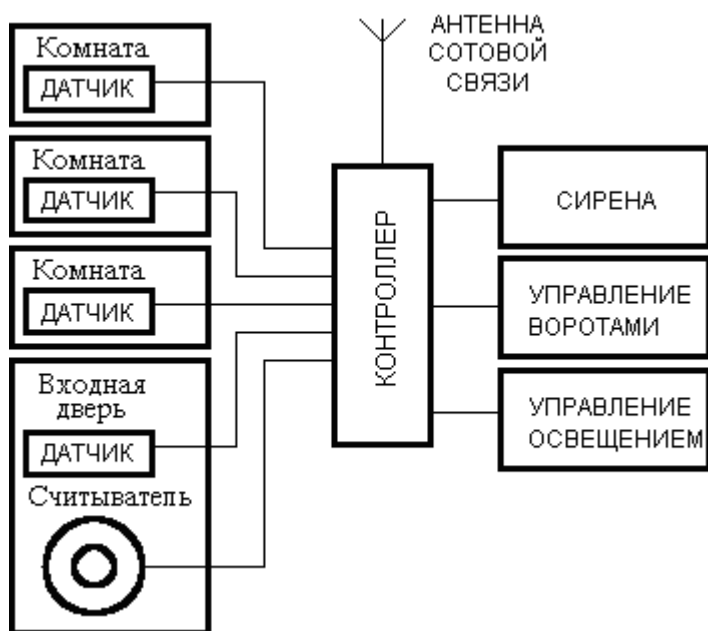 Комната
ДАТЧИК
Комната
ДАТЧИК
Комната
ДАТЧИК
Входная
дверь
ДАТЧИК
Считыватель
АНТЕННА
СОТОВОЙ
СВЯЗИ
КОНТРОЛЛЕР
СИРЕНА
УПРАВЛЕНИЕ
ВОРОТАМИ
УПРАВЛЕНИЕ
ОСВЕЩЕНИЕМ